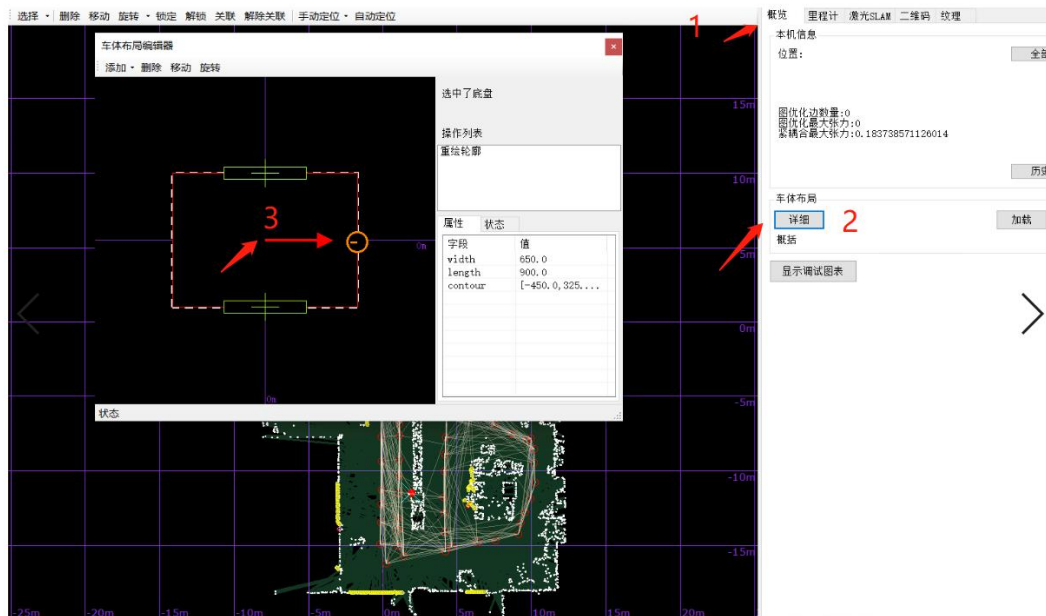 选择 删除 移动 旋转 锁定 解锁 关联 解除关联 手动定位 自动定位
1
概览 里程计 激光SLAM 二维码 纹理
本机信息
位置:
全部
图优化边数量:0
图优化最大张力:0
紧耦合最大张力:0.183738571126014
历史
车体布局
详细
2
加载
概括
显示调试图表
车体布局编辑器
添加 删除 移动 旋转
选中了底盘
操作列表
重绘轮廓
3
0m
0m
属性 状态
字段 值
width 650.0
length 900.0
contour [-450.0,325....
状态
15m
10m
5m
0m
-5m
-10m
-15m
-25m -20m -15m -10m -5m 0m 5m 10m 15m 20m